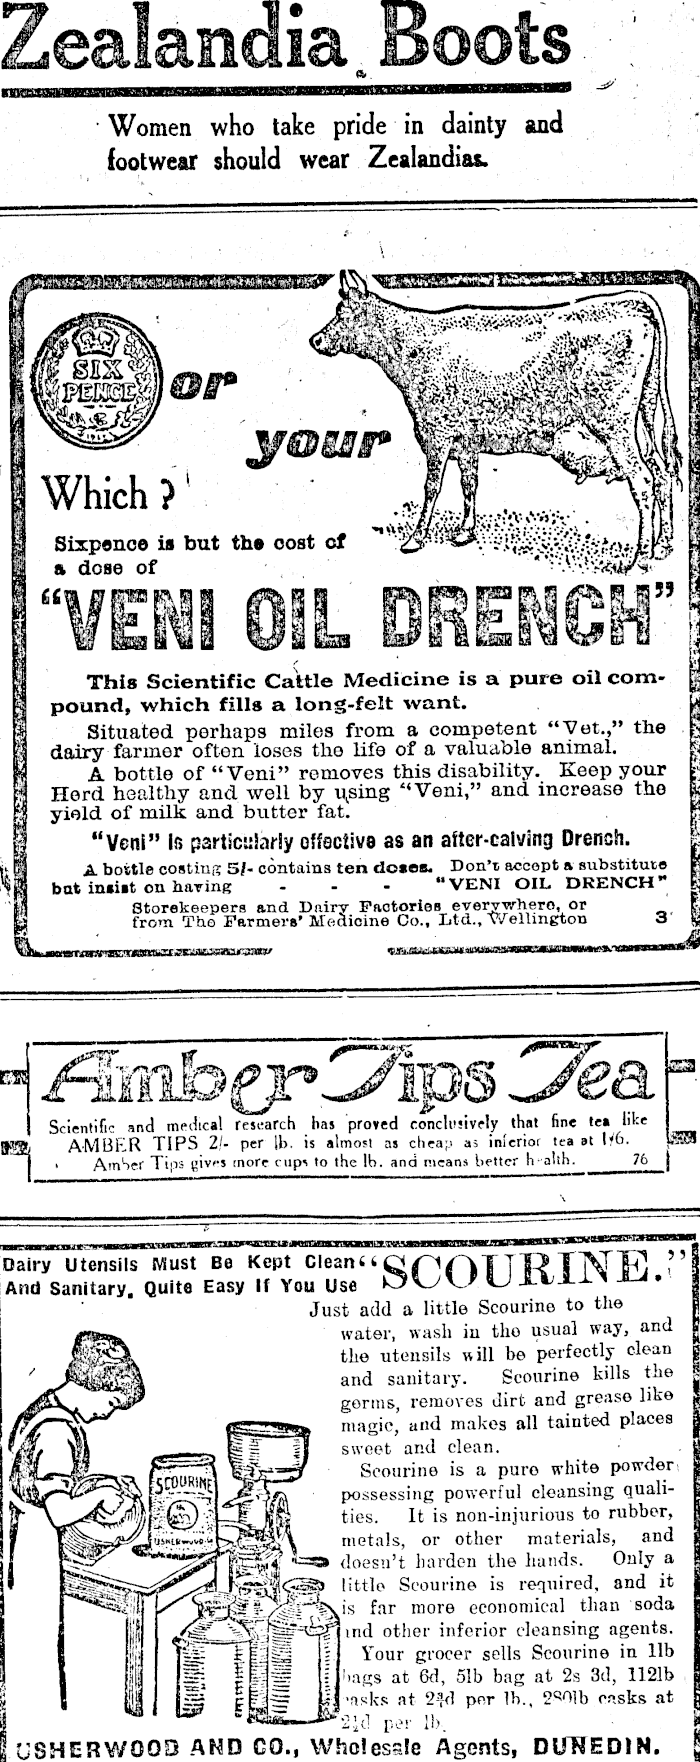 Zealandia Boots
Women who take pride in dainty and
footwear should wear Zealandias.
SIX
PENCE
or
your
Which ?
Sixpence is but the cost of
a dose of
"VENI OIL DRENCH"
This Scientific Cattle Medicine is a pure oil com-
pound, which fills a long-felt want.
Situated perhaps miles from a competent "Vet.," the
dairy farmer often loses the life of a valuable animal.
A bottle of "Veni" removes this disability. Keep your
Herd healthy and well by using "Veni," and increase the
yield of milk and butter fat.
"Veni" is particularly effective as an after-calving Drench.
A bottle costing 5/- contains ten doses. Don't accept a substitute
but insist on having - - - "VENI OIL DRENCH"
Storekeepers and Dairy Factories everywhere, or
from The Farmers' Medicine Co., Ltd., Wellington 3
Amber Tips Tea
Scientific and medical research has proved conclusively that fine tea like
AMBER TIPS 2/- per lb. is almost as cheap as inferior tea at 1/6.
Amber Tips gives more cups to the lb. and means better health. 76
Dairy Utensils Must Be Kept Clean
And Sanitary. Quite Easy If You Use
"SCOURINE."
Just add a little Scourine to the
water, wash in the usual way, and
the utensils will be perfectly clean
and sanitary. Scourine kills the
germs, removes dirt and grease like
magic, and makes all tainted places
sweet and clean.
Scourine is a pure white powder
possessing powerful cleansing quali-
ties. It is non-injurious to rubber,
metals, or other materials, and
doesn't harden the hands. Only a
little Scourine is required, and it
is far more economical than soda
and other inferior cleansing agents.
Your grocer sells Scourine in 1lb
bags at 6d, 5lb bag at 2s 3d, 112lb
casks at 2¾d per lb., 280lb casks at
per lb.
SCOURINE
USHERWOOD
USHERWOOD AND CO., Wholesale Agents, DUNEDIN.